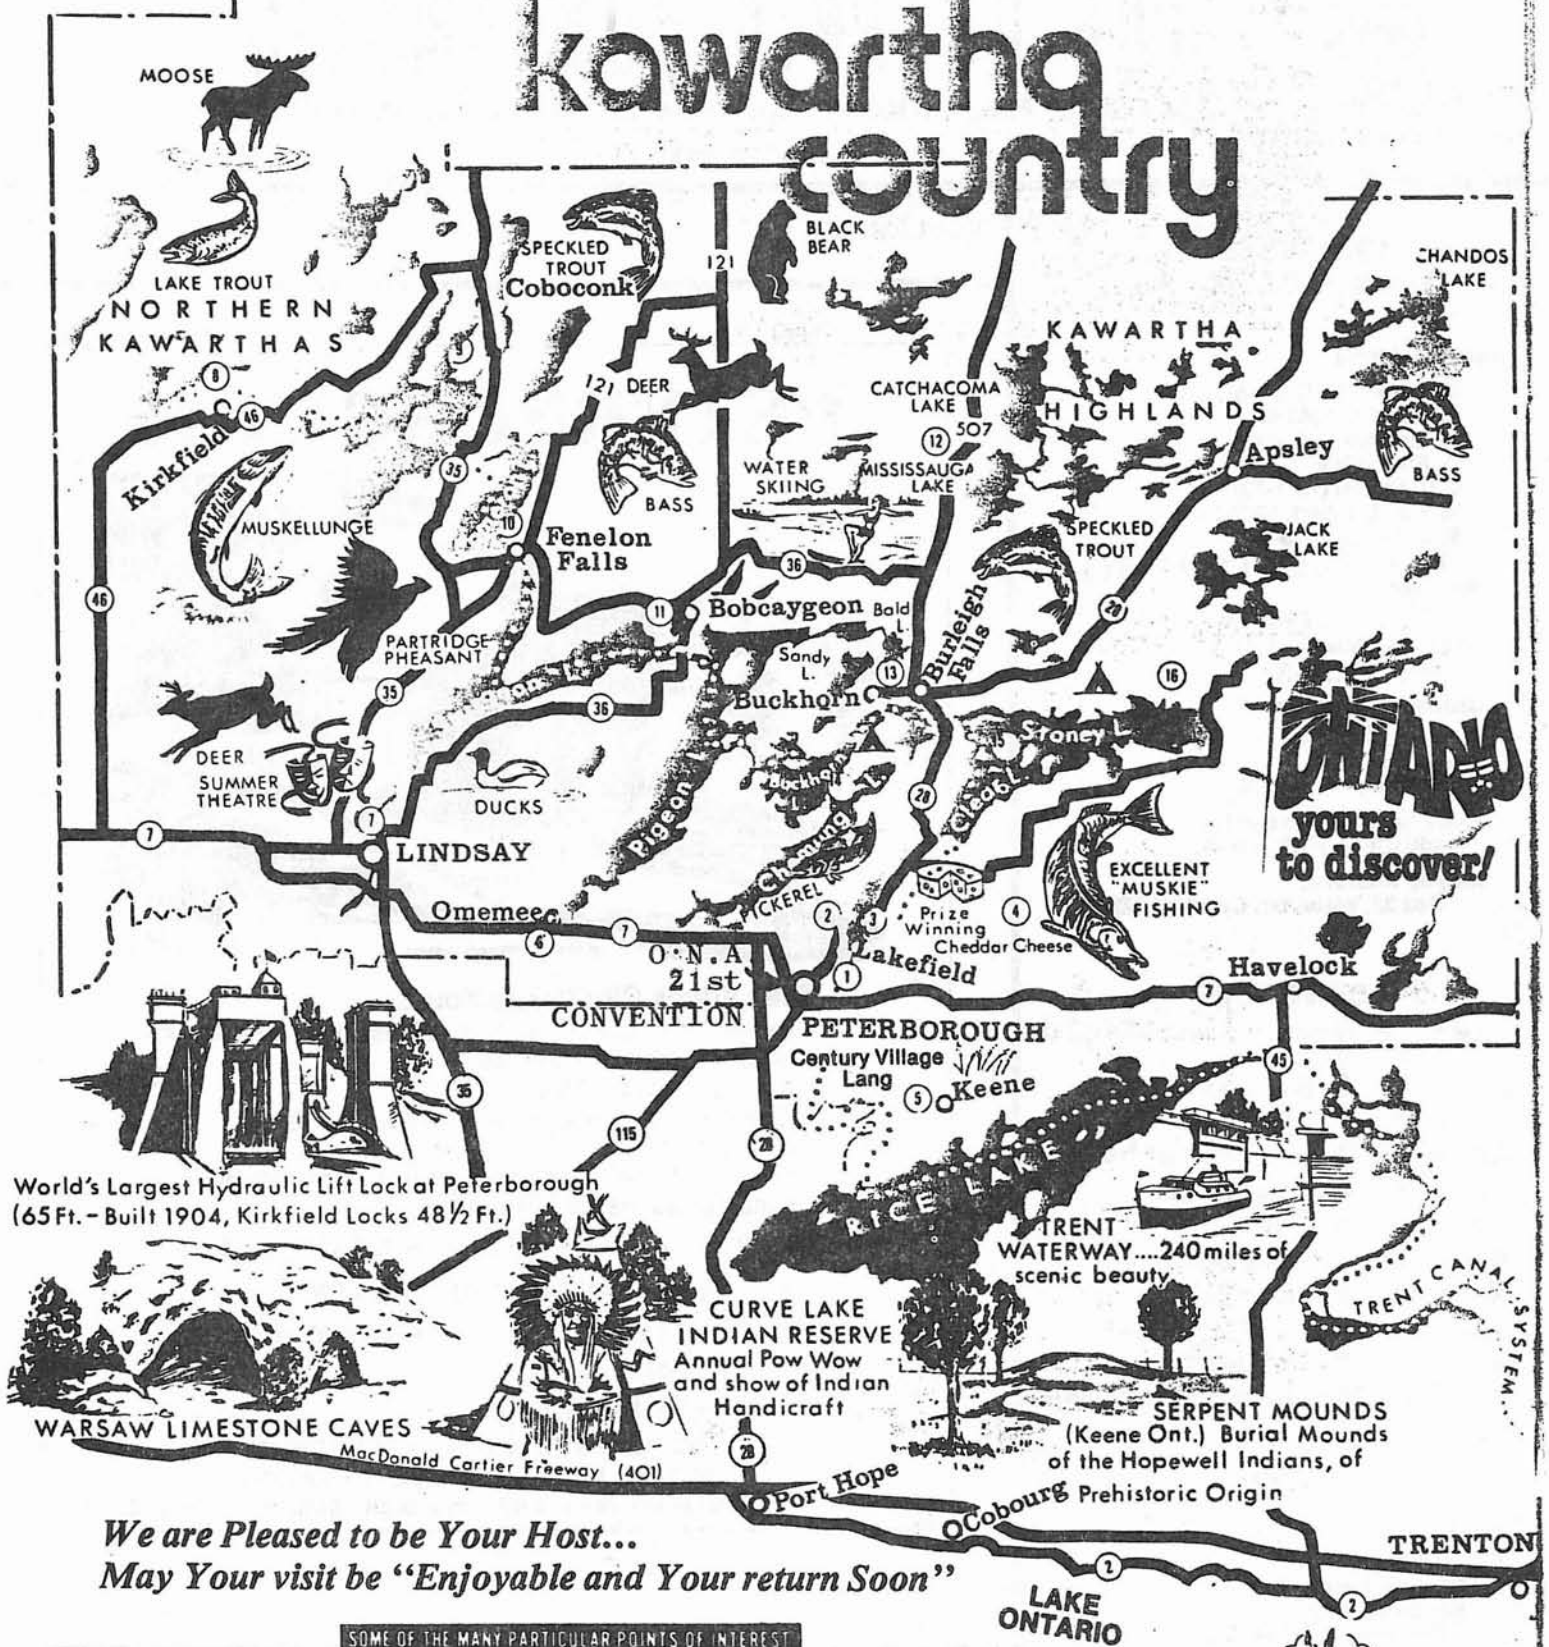 kawartha
country
MOOSE
BLACK
BEAR
SPECKLED
TROUT
Coboconk
121
CHANDOS
LAKE
LAKE TROUT
NORTHERN
KAWARTHAS
KAWARTHA
HIGHLANDS
8
9
46
Kirkfield
121
DEER
CATCHACOMA
LAKE
507
12
35
BASS
WATER
SKIING
MISSISSAUGA
LAKE
Apsley
BASS
MUSKELLUNGE
10
Fenelon
Falls
SPECKLED
TROUT
JACK
LAKE
46
36
11
Bobcaygeon
Bald
L.
Burleigh
Falls
28
PARTRIDGE
PHEASANT
Sandy
L.
13
16
35
36
Buckhorn
Stoney L.
DEER
SUMMER
THEATRE
DUCKS
Pigeon L.
Buckhorn
L.
28
Clear L.
ONTARIO
yours
to discover!
7
7
LINDSAY
Chemung L.
PICKEREL
EXCELLENT
"MUSKIE"
FISHING
Omemee
6
7
2
3
Prize
Winning
Cheddar Cheese
4
O.N.A
21st
CONVENTION
1
Lakefield
Havelock
7
PETERBOROUGH
Century Village
Lang
5
Keene
45
35
115
28
RICE LAKE
World's Largest Hydraulic Lift Lock at Peterborough
(65 Ft. – Built 1904, Kirkfield Locks 48½ Ft.)
TRENT
WATERWAY....240 miles of
scenic beauty
TRENT CANAL SYSTEM...
CURVE LAKE
INDIAN RESERVE
Annual Pow Wow
and show of Indian
Handicraft
WARSAW LIMESTONE CAVES
SERPENT MOUNDS
(Keene Ont.) Burial Mounds
of the Hopewell Indians, of
Prehistoric Origin
MacDonald Cartier Freeway (401)
28
Port Hope
Cobourg
TRENTON
We are Pleased to be Your Host...
May Your visit be “Enjoyable and Your return Soon”
2
2
LAKE
ONTARIO
SOME OF THE MANY PARTICULAR POINTS OF INTEREST